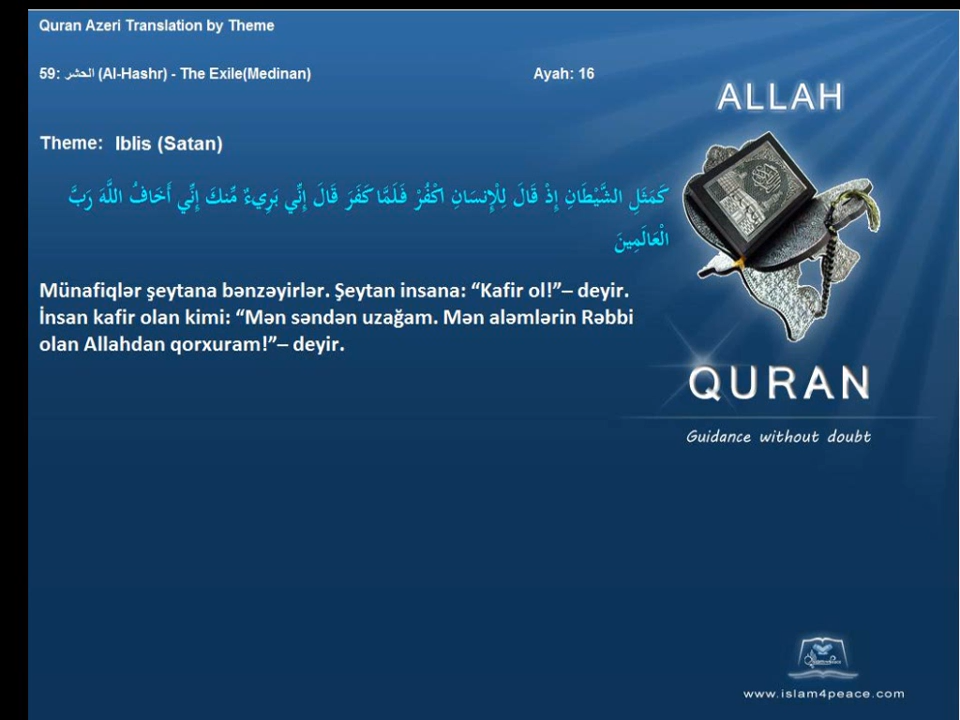 Quran Azeri Translation by Theme
59: الحشر (Al-Hashr) - The Exile(Medinan)
Ayah: 16
Theme: Iblis (Satan)
كَمَثَلِ الشَّيْطَانِ إِذْ قَالَ لِلْإِنسَانِ اكْفُرْ فَلَمَّا كَفَرَ قَالَ إِنِّي بَرِيءٌ مِّنكَ إِنِّي أَخَافُ اللَّهَ رَبَّ
الْعَالَمِينَ
Münafiqlər şeytana bənzəyirlər. Şeytan insana: “Kafir ol!”– deyir.
İnsan kafir olan kimi: “Mən səndən uzağam. Mən aləmlərin Rəbbi
olan Allahdan qorxuram!”– deyir.
ALLAH
QURAN
Guidance without doubt
www.islam4peace.com